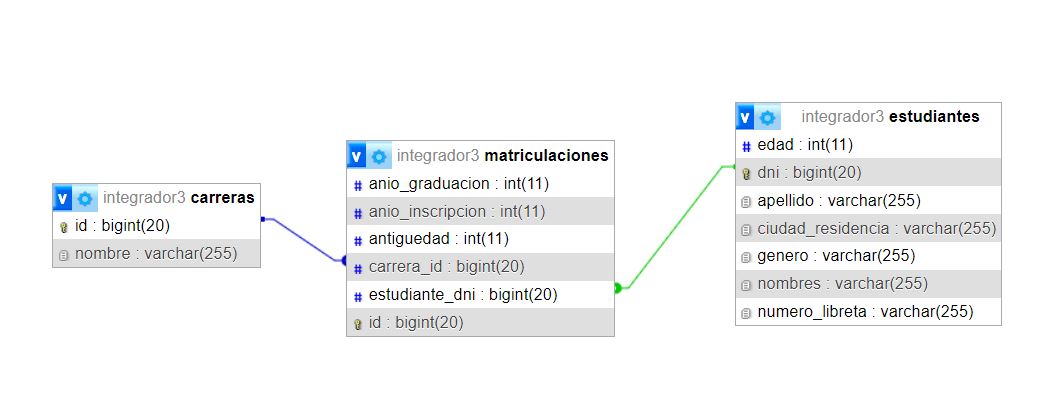 v integrador3 carreras
id : bigint(20)
nombre : varchar(255)
v integrador3 matriculaciones
# anio_graduacion : int(11)
# anio_inscripcion : int(11)
# antiguedad : int(11)
# carrera_id : bigint(20)
# estudiante_dni : bigint(20)
id : bigint(20)
v integrador3 estudiantes
# edad : int(11)
dni : bigint(20)
apellido : varchar(255)
ciudad_residencia : varchar(255)
genero : varchar(255)
nombres : varchar(255)
numero_libreta : varchar(255)